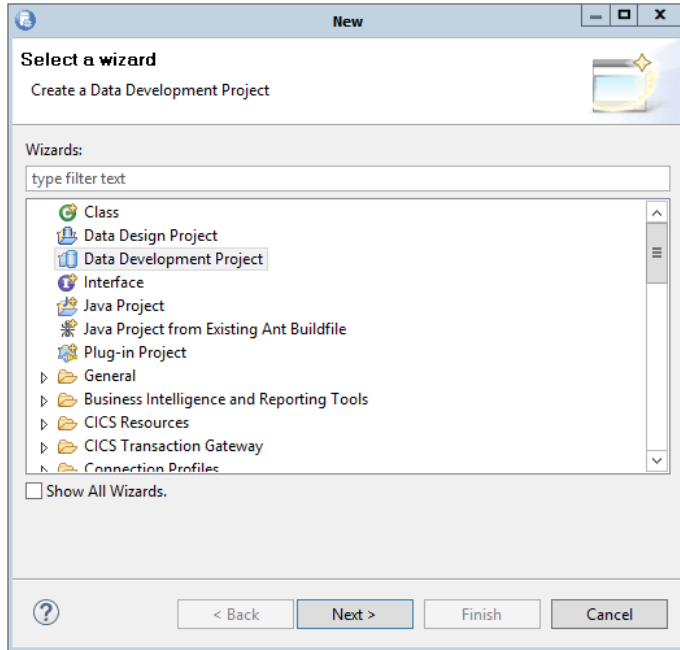 New
Select a wizard
Create a Data Development Project
Wizards:
type filter text
Class
Data Design Project
Data Development Project
Interface
Java Project
Java Project from Existing Ant Buildfile
Plug-in Project
General
Business Intelligence and Reporting Tools
CICS Resources
CICS Transaction Gateway
Connection Profiles
Show All Wizards.
? < Back Next > Finish Cancel